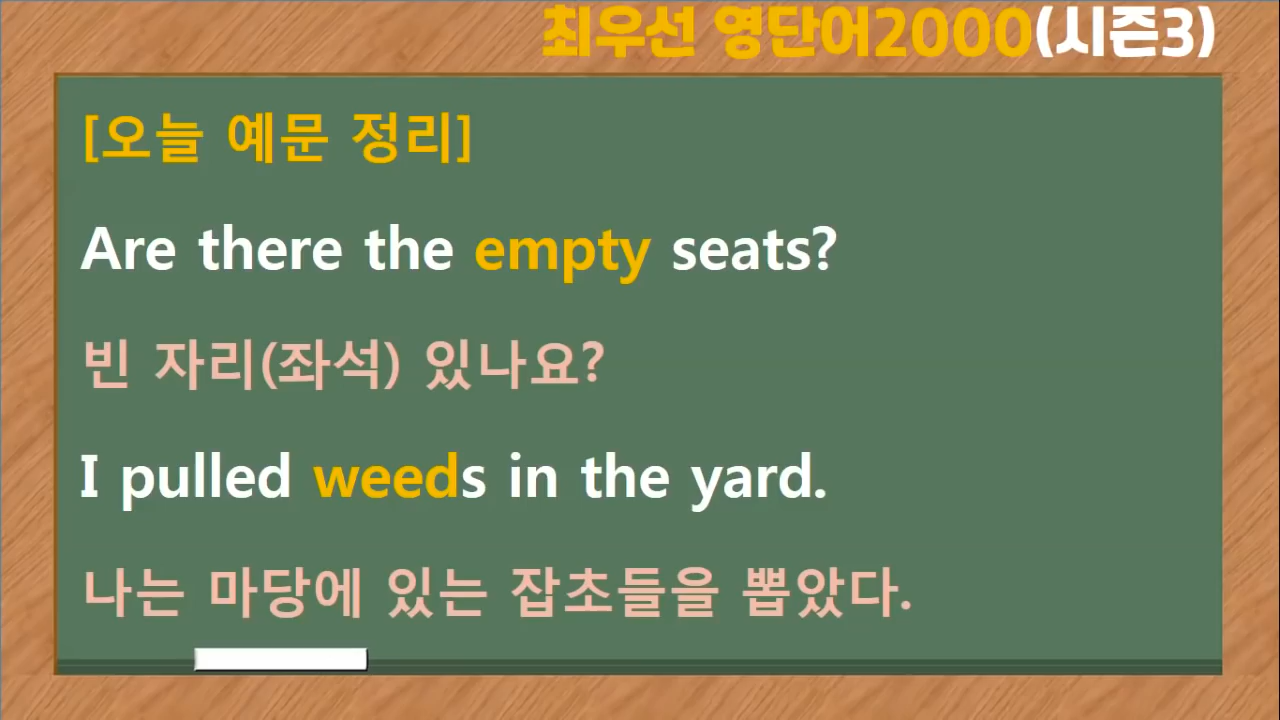 최우선 영단어2000(시즌3)
[오늘 예문 정리]
Are there the empty seats?
빈 자리(좌석) 있나요?
I pulled weeds in the yard.
나는 마당에 있는 잡초들을 뽑았다.